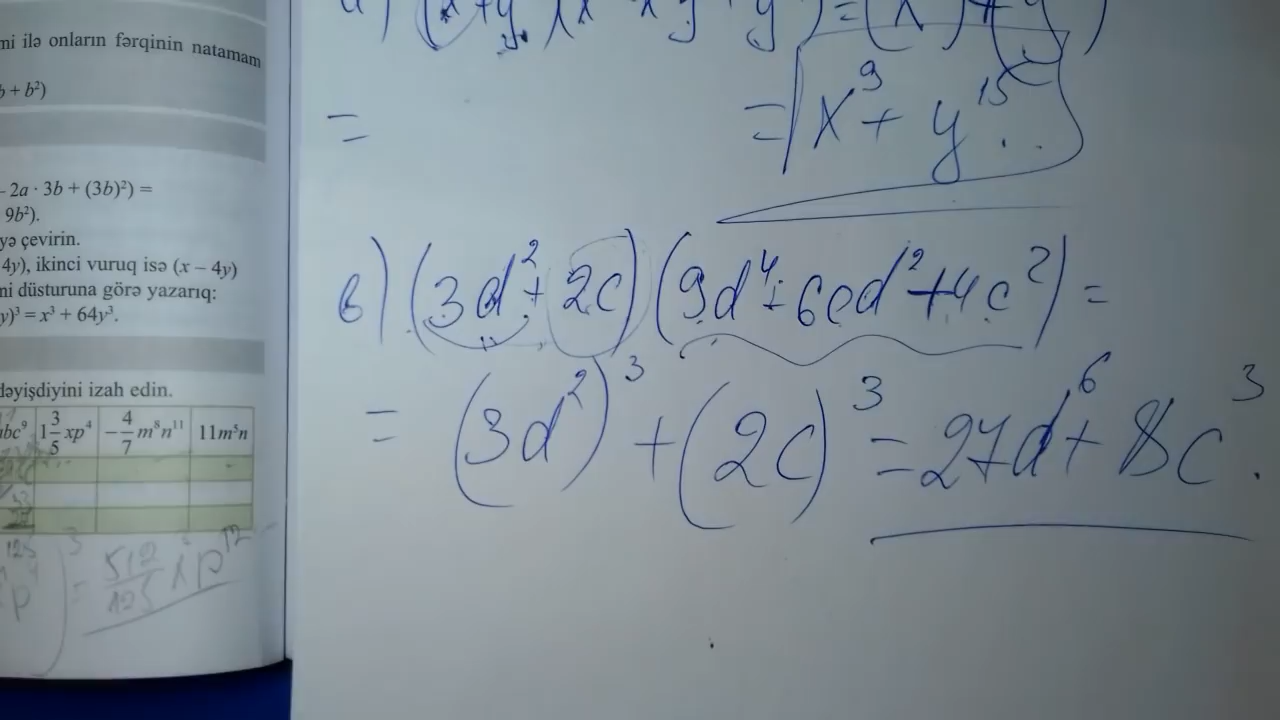 mi ilə onların fərqinin natamam
b + b²)
– 2a · 3b + (3b)²) =
9b²).
yə çevirin.
4y), ikinci vuruq isə (x – 4y)
ni düsturuna görə yazarıq:
y)³ = x³ + 64y³.
dəyişdiyini izah edin.
abc⁹ 1 3/5 xp⁴ – 4/7 m⁸n¹¹ 11m⁵n
= 512/125 x³p¹²
=
= x⁹ + y¹⁵
b) (3d² + 2c)(9d⁴ - 6cd² + 4c²) =
= (3d²)³ + (2c)³ = 27d⁶ + 8c³.